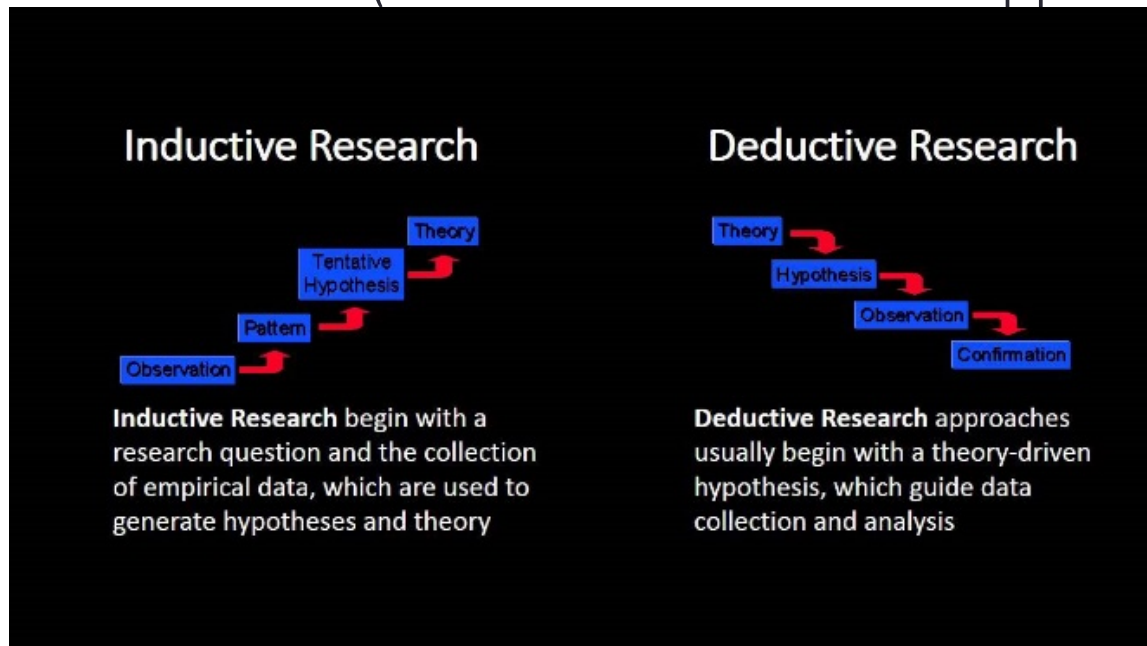 Inductive Research
Theory
Tentative
Hypothesis
Pattern
Observation
Inductive Research begin with a
research question and the collection
of empirical data, which are used to
generate hypotheses and theory
Deductive Research
Theory
Hypothesis
Observation
Confirmation
Deductive Research approaches
usually begin with a theory-driven
hypothesis, which guide data
collection and analysis